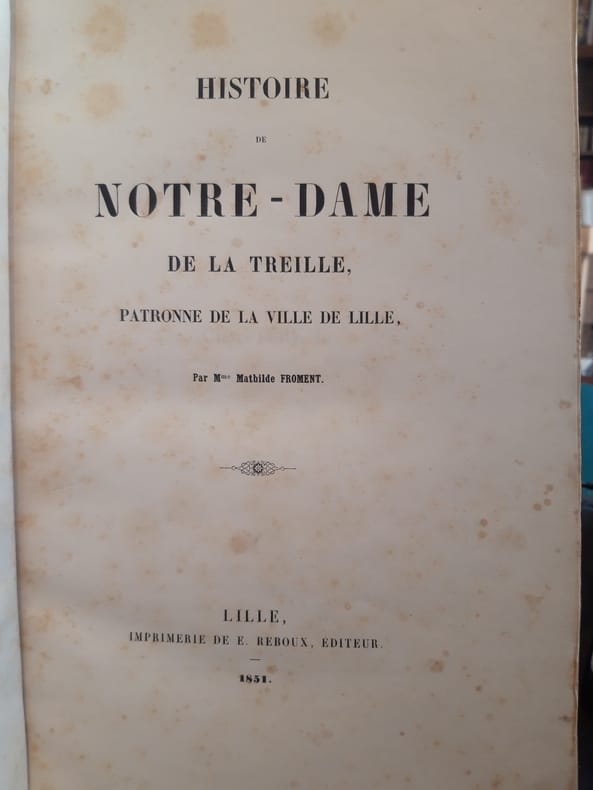 HISTOIRE
DE
NOTRE-DAME
DE LA TREILLE,
PATRONNE DE LA VILLE DE LILLE,
Par Mme Mathilde FROMENT.
LILLE,
IMPRIMERIE DE E. REBOUX, ÉDITEUR.
1851.